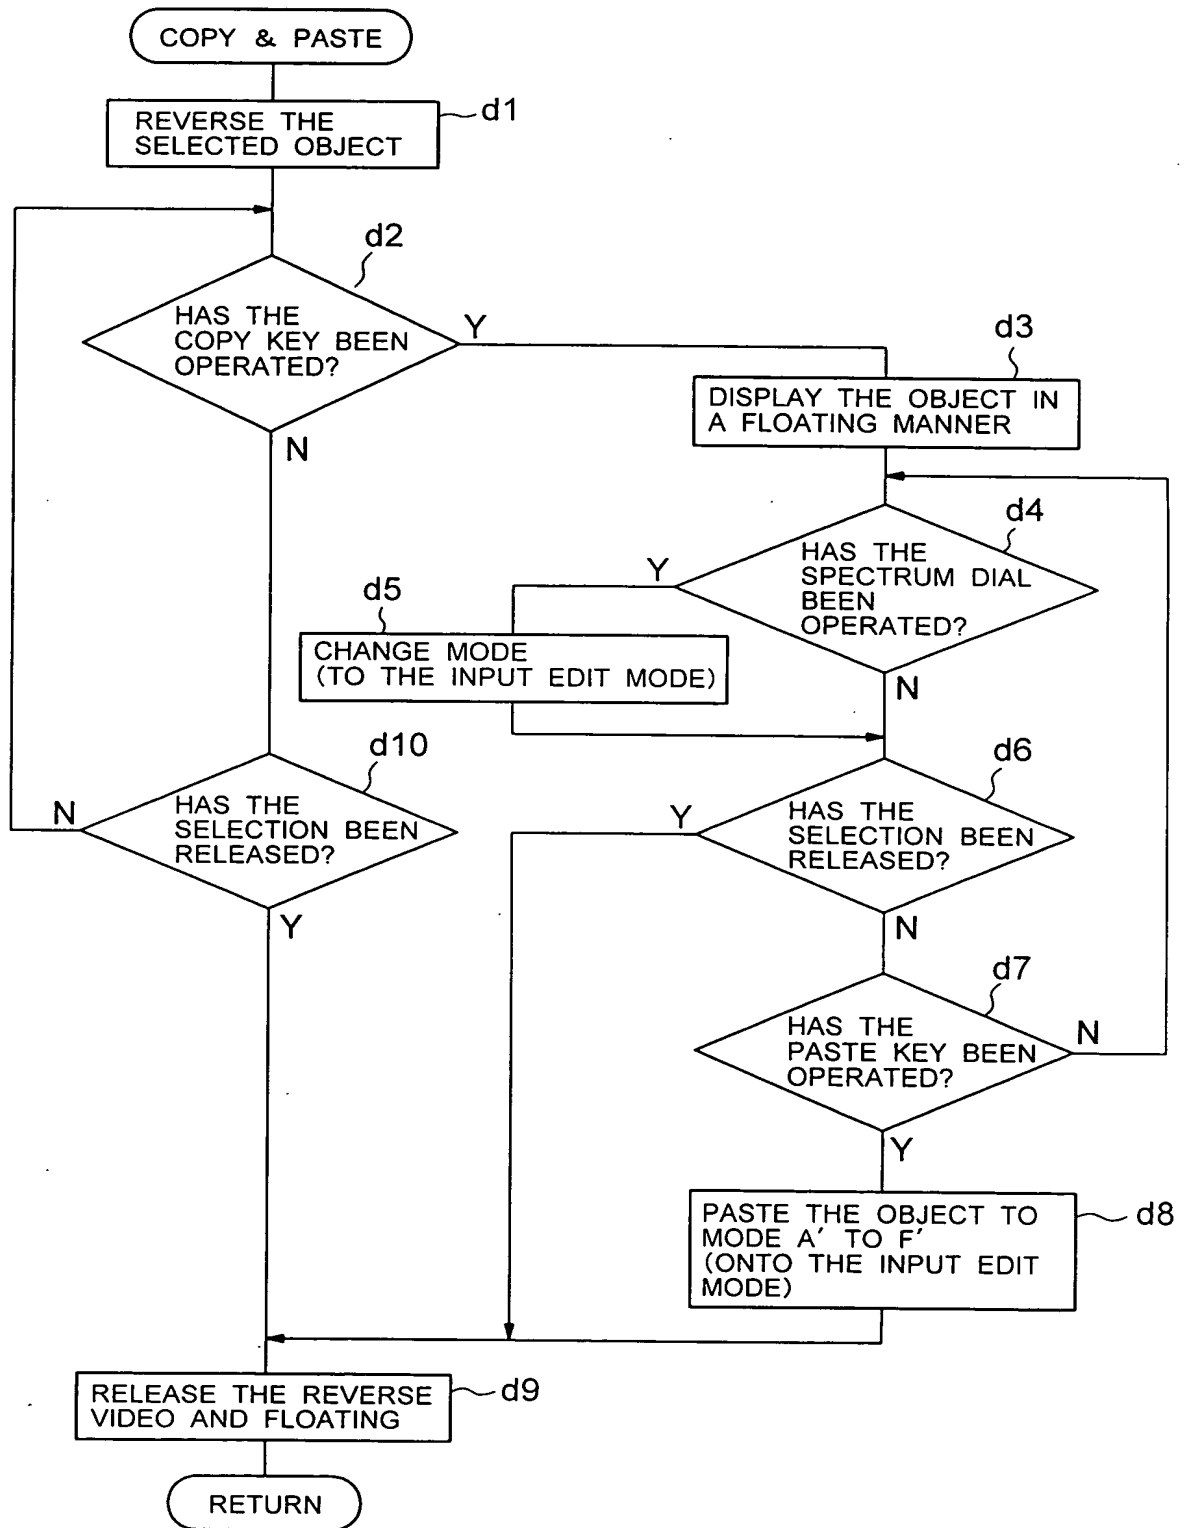 COPY & PASTE
REVERSE THE
SELECTED OBJECT
d1
d2
HAS THE
COPY KEY BEEN
OPERATED?
Y
N
d3
DISPLAY THE OBJECT IN
A FLOATING MANNER
d4
HAS THE
SPECTRUM DIAL
BEEN
OPERATED?
Y
N
d5
CHANGE MODE
(TO THE INPUT EDIT MODE)
d10
HAS THE
SELECTION BEEN
RELEASED?
N
Y
d6
HAS THE
SELECTION BEEN
RELEASED?
Y
N
d7
HAS THE
PASTE KEY BEEN
OPERATED?
N
Y
PASTE THE OBJECT TO
MODE A′ TO F′
(ONTO THE INPUT EDIT
MODE)
d8
RELEASE THE REVERSE
VIDEO AND FLOATING
d9
RETURN